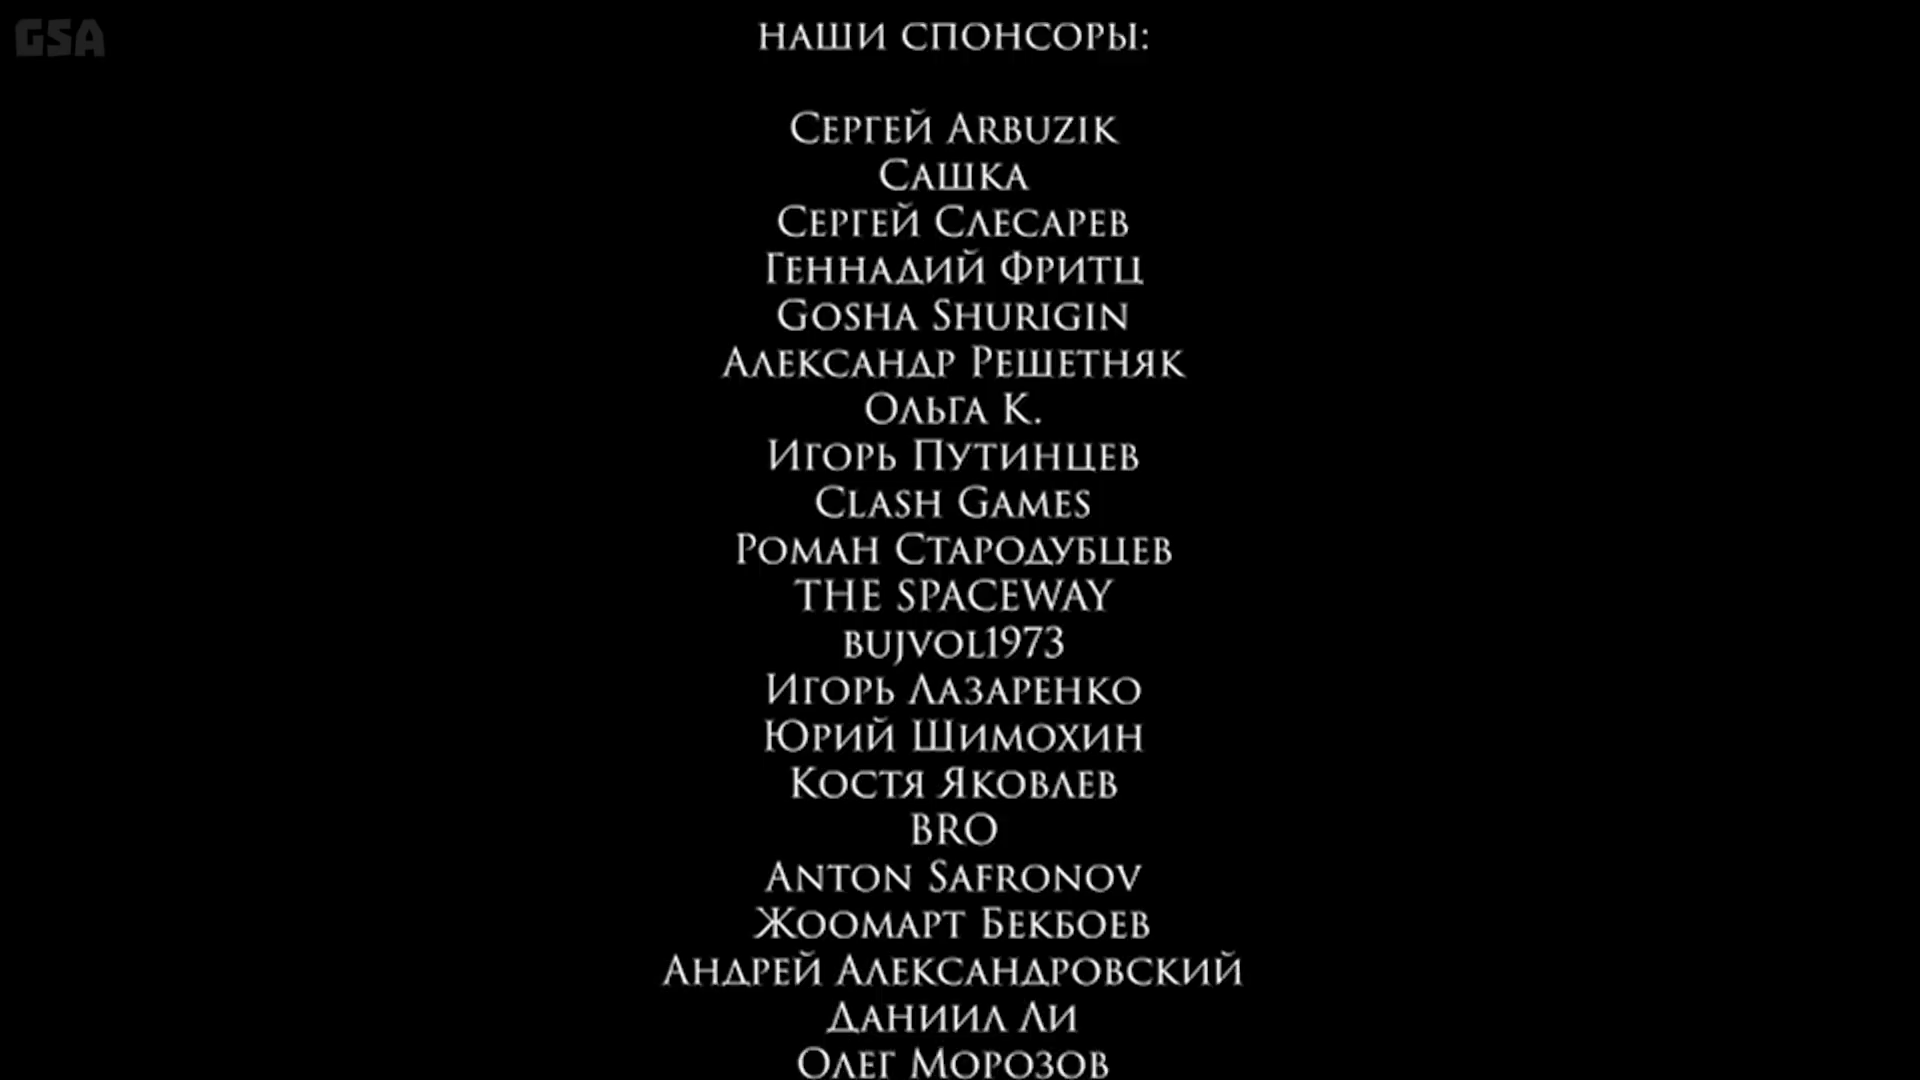 GSA
НАШИ СПОНСОРЫ:
Сергей Arbuzik
Сашка
Сергей Слесарев
Геннадий Фритц
Gosha Shurigin
Александр Решетняк
Ольга К.
Игорь Путинцев
Clash Games
Роман Стародубцев
THE SPACEWAY
bujvol1973
Игорь Лазаренко
Юрий Шимохин
Костя Яковлев
BRO
Anton Safronov
Жоомарт Бекбоев
Андрей Александровский
Даниил Ли
Олег Морозов